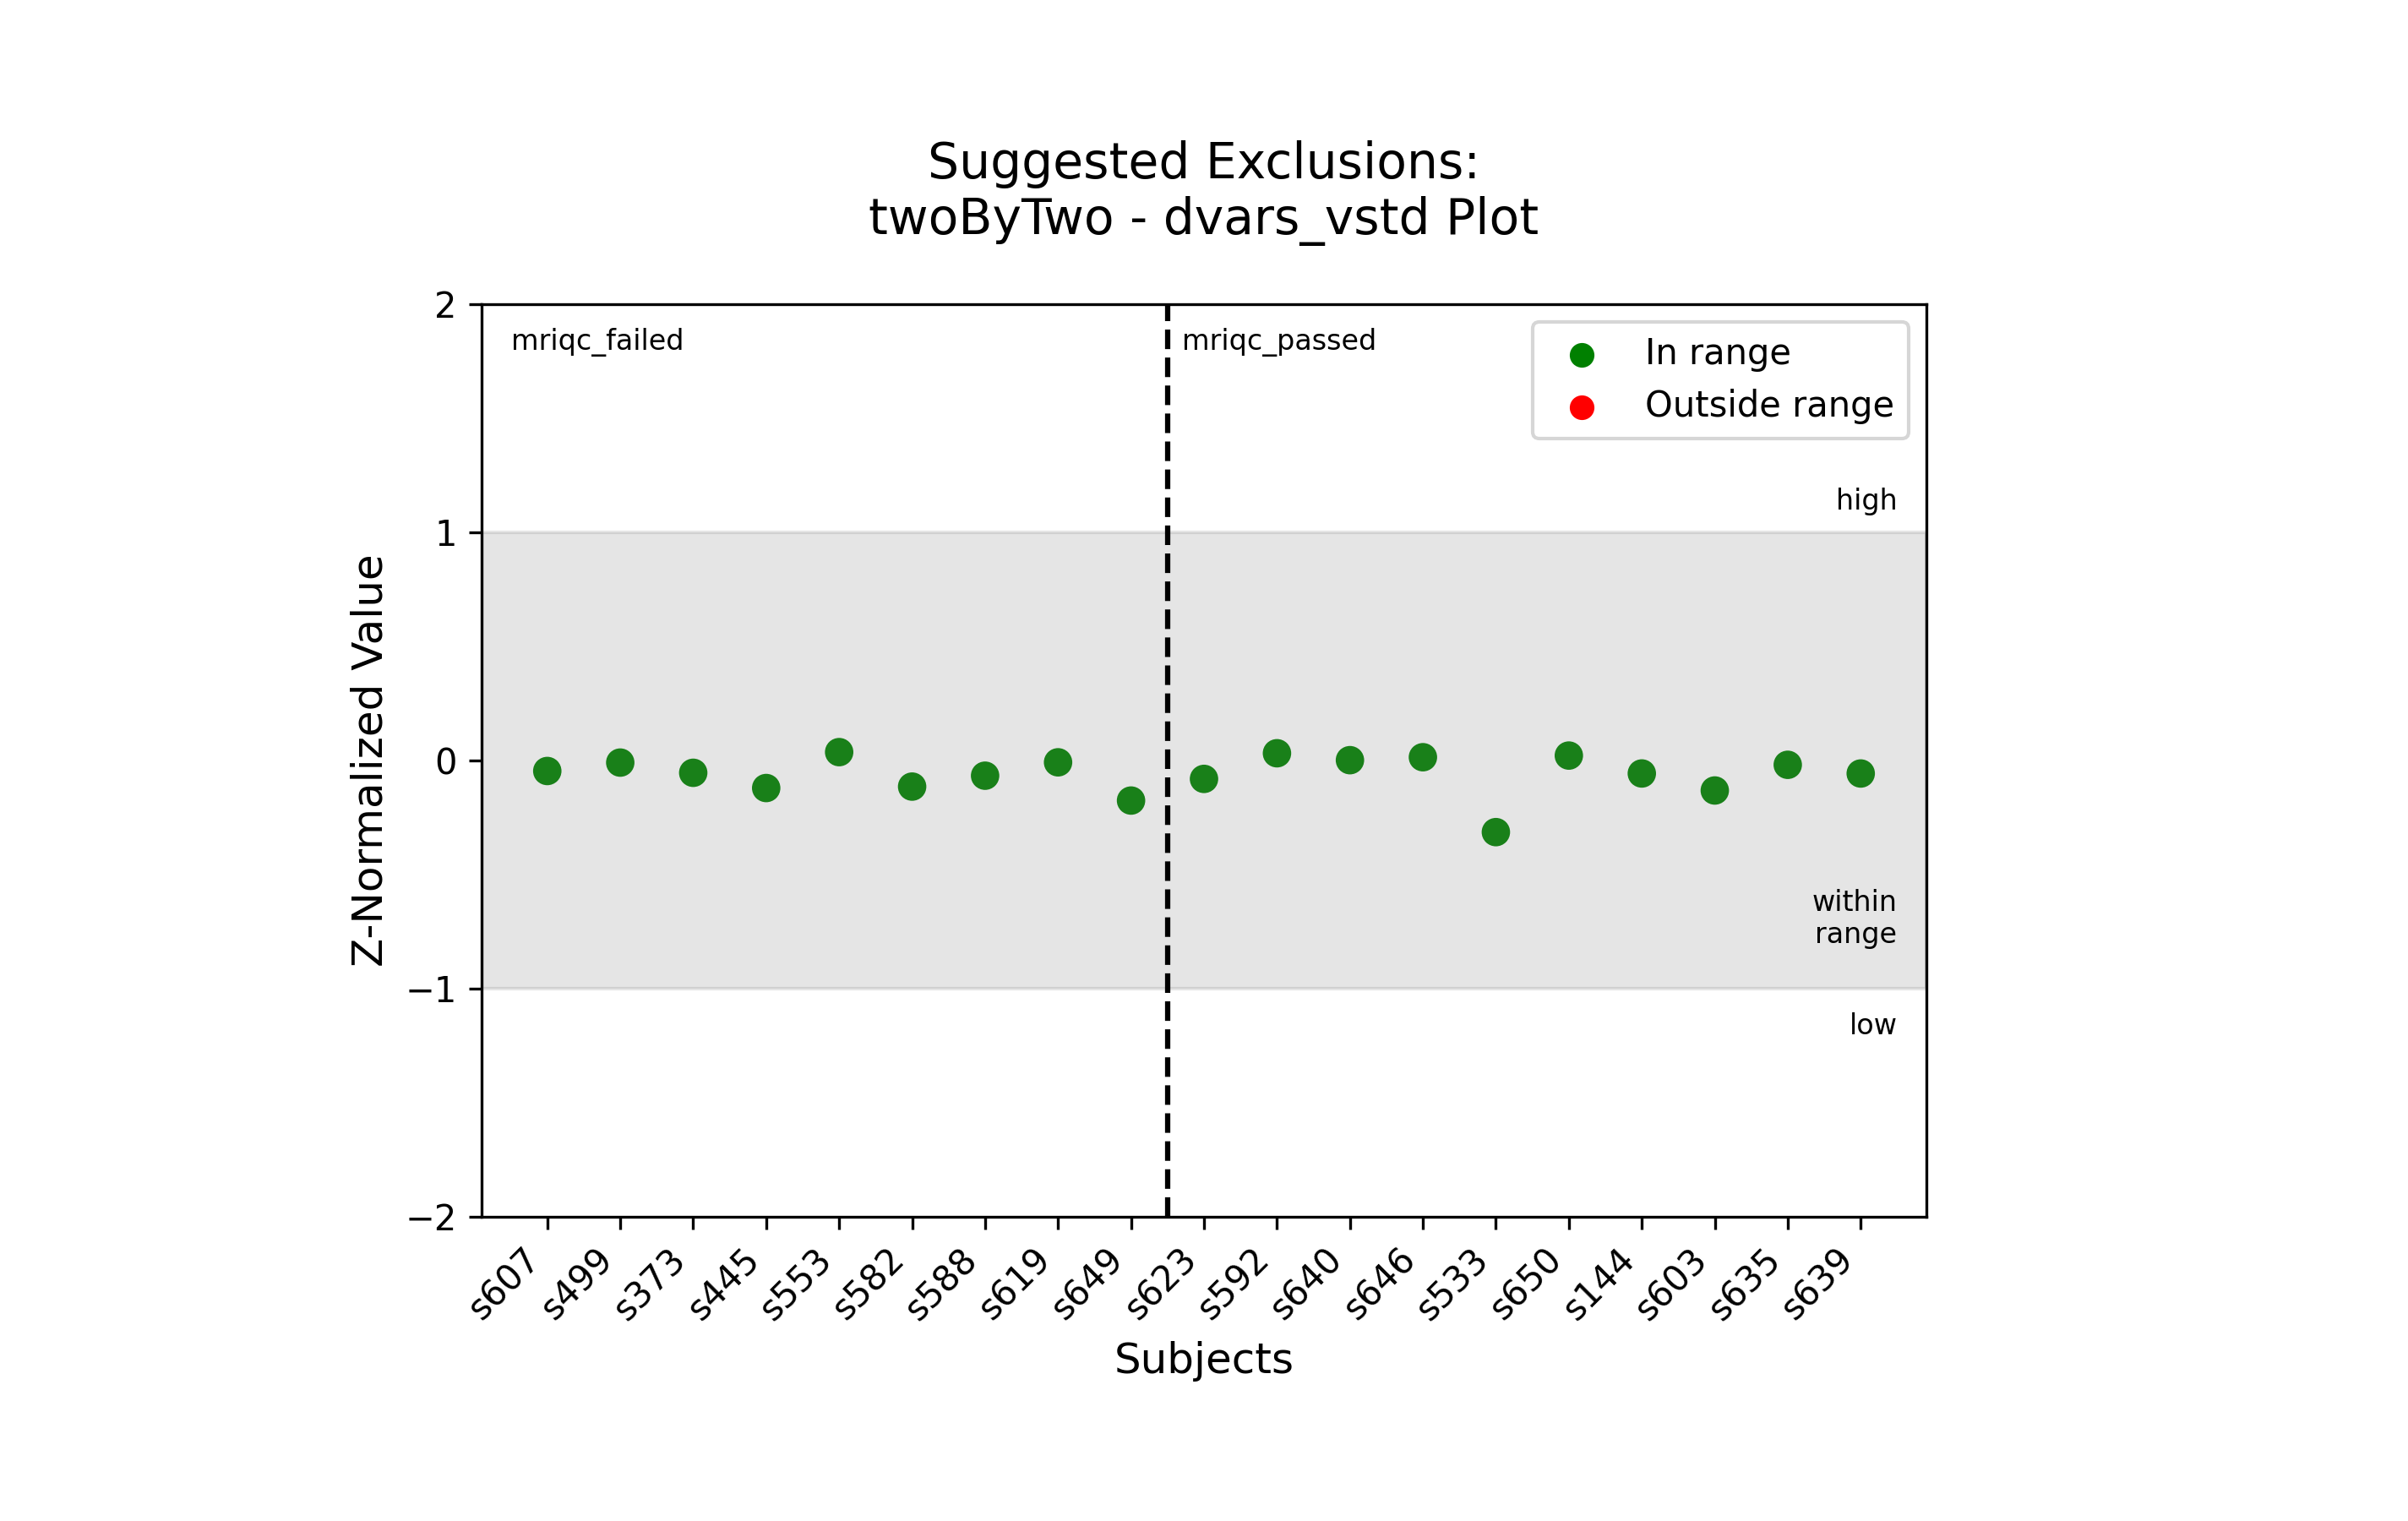 Suggested Exclusions:
twoByTwo - dvars_vstd Plot
2
1
0
−1
−2
Z-Normalized Value
mriqc_failed
mriqc_passed
In range
Outside range
high
within
range
low
s607
s499
s373
s445
s553
s582
s588
s619
s649
s623
s592
s640
s646
s533
s650
s144
s603
s635
s639
Subjects